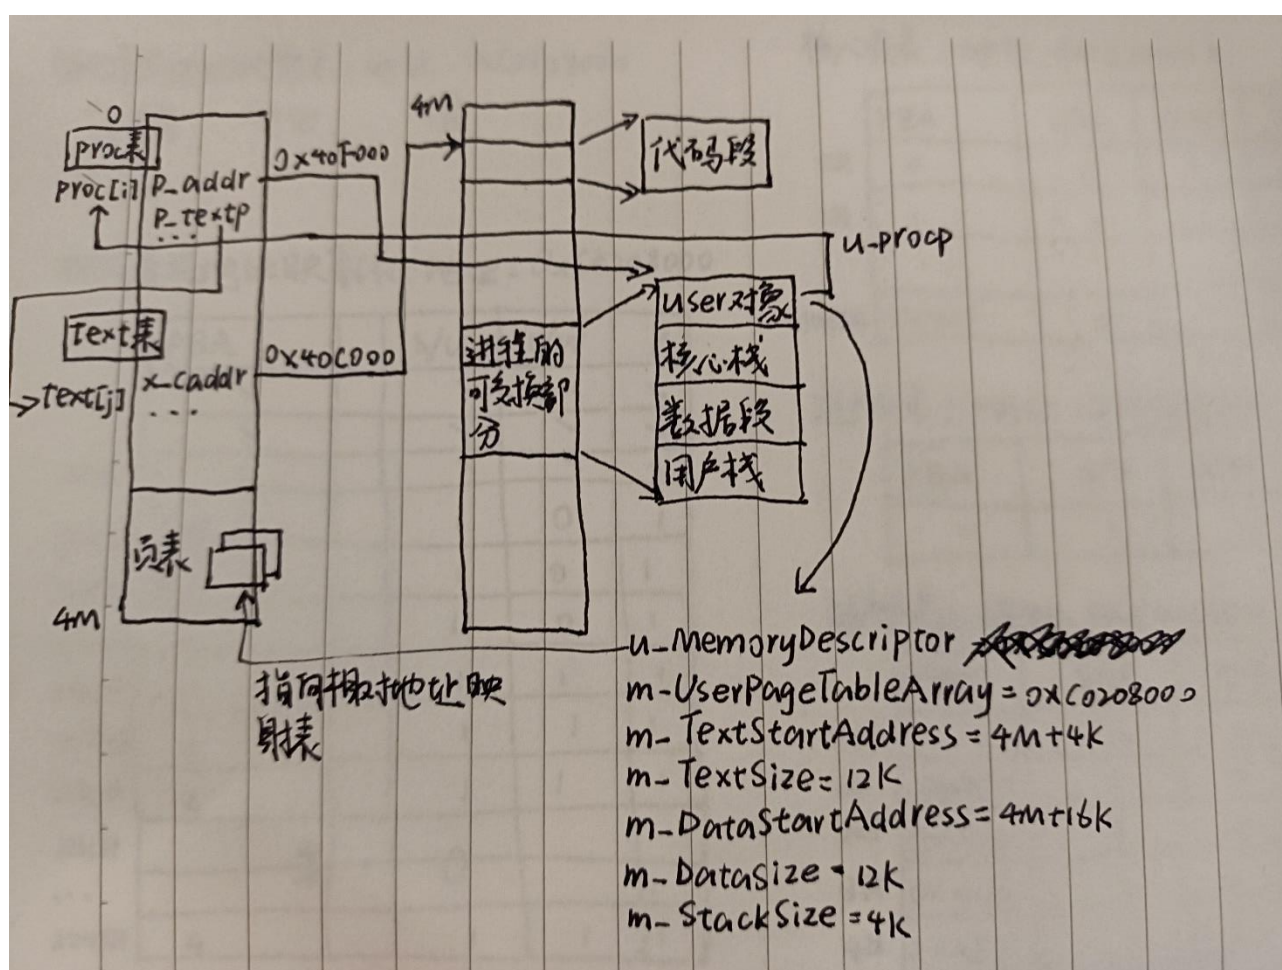 0
proc表
proc[i]
p_addr
p_textp
...
0x40F000
Text表
Text[j]
x_caddr
...
0x40C000
页表
4M
4M
代码段
u_procp
进程的
可交换部
分
user对象
核心栈
数据段
用户栈
指向相对地址映
射表
u_MemoryDescriptor
m_UserPageTableArray = 0xC0208000
m_TextStartAddress = 4M+4K
m_TextSize = 12K
m_DataStartAddress = 4M+16K
m_DataSize = 12K
m_StackSize = 4K